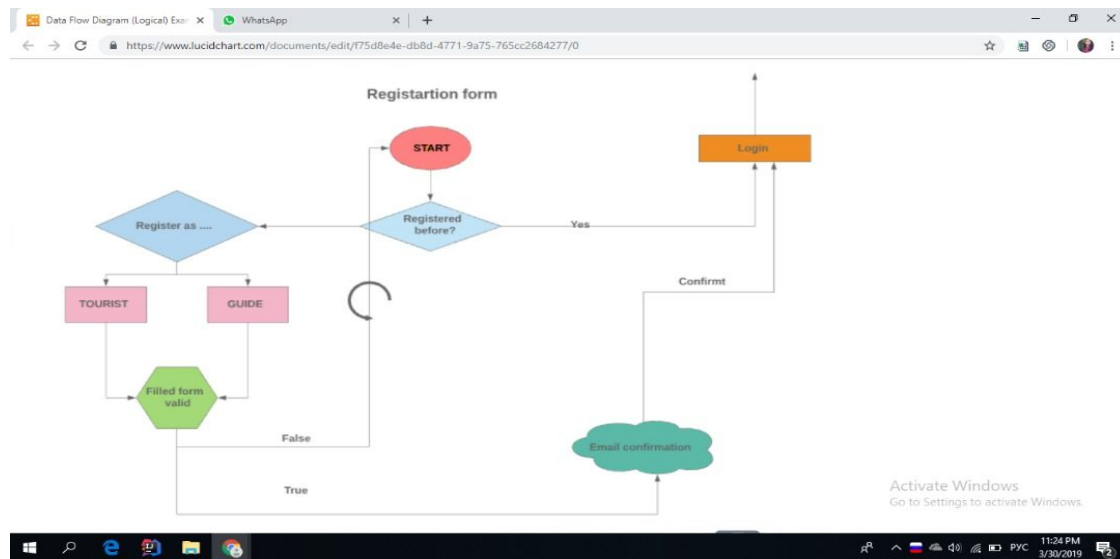 Data Flow Diagram (Logical) Exar
WhatsApp
https://www.lucidchart.com/documents/edit/f75d8e4e-db8d-4771-9a75-765cc2684277/0
Registartion form
START
Login
Register as ....
Registered
before?
Yes
Confirmt
TOURIST
GUIDE
Filled form
valid
False
Email confirmation
True
Activate Windows
Go to Settings to activate Windows.
РУС
11:24 PM
3/30/2019